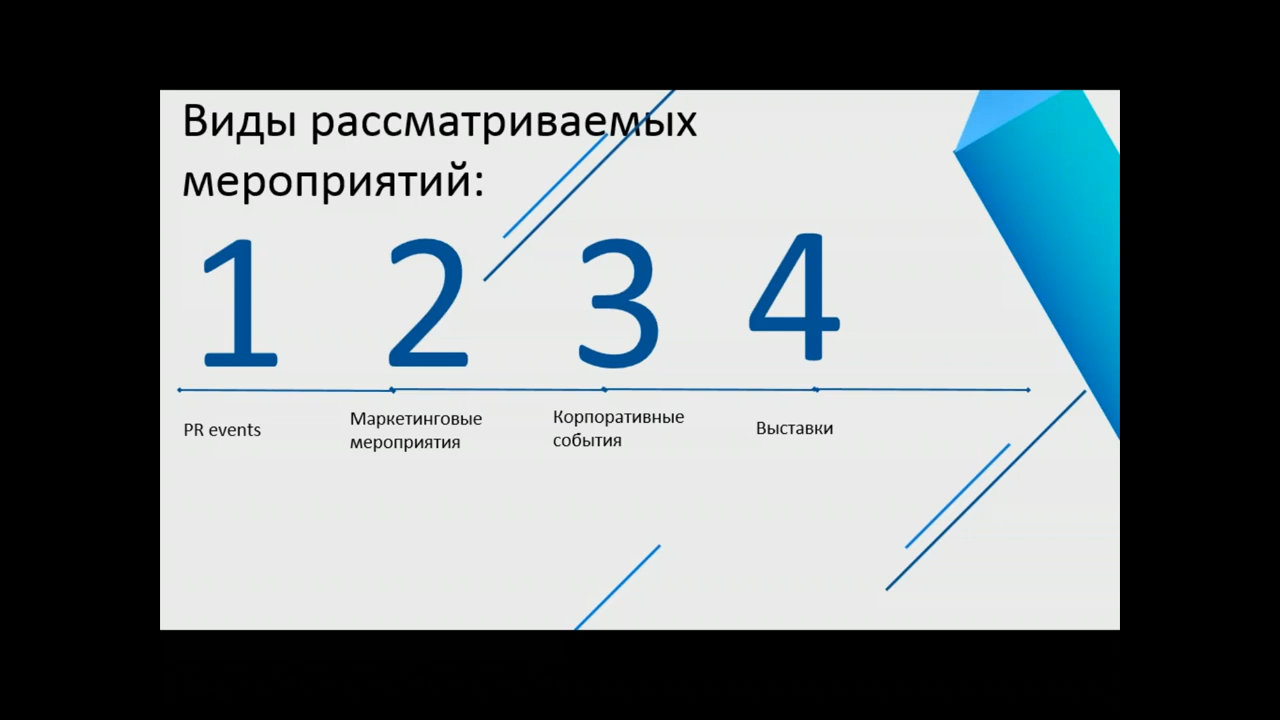 Виды рассматриваемых
мероприятий:
1 2 3 4
PR events
Маркетинговые
мероприятия
Корпоративные
события
Выставки